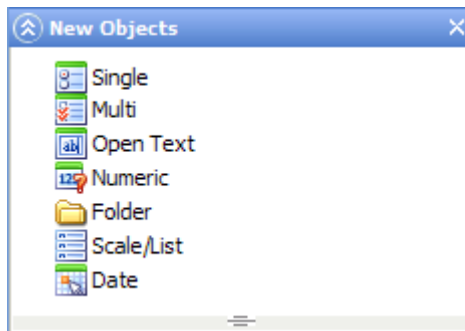 New Objects
Single
Multi
Open Text
Numeric
Folder
Scale/List
Date